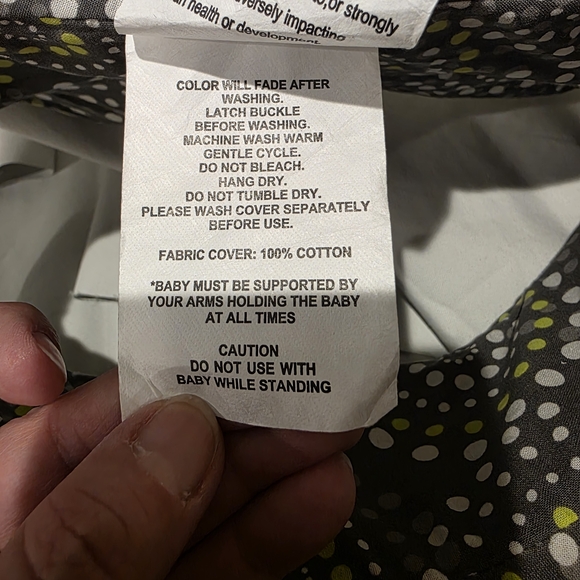 or strongly
versely impacting
health or development.
COLOR WILL FADE AFTER
WASHING.
LATCH BUCKLE
BEFORE WASHING.
MACHINE WASH WARM
GENTLE CYCLE.
DO NOT BLEACH.
HANG DRY.
DO NOT TUMBLE DRY.
PLEASE WASH COVER SEPARATELY
BEFORE USE.
FABRIC COVER: 100% COTTON
*BABY MUST BE SUPPORTED BY
YOUR ARMS HOLDING THE BABY
AT ALL TIMES
CAUTION
DO NOT USE WITH
BABY WHILE STANDING